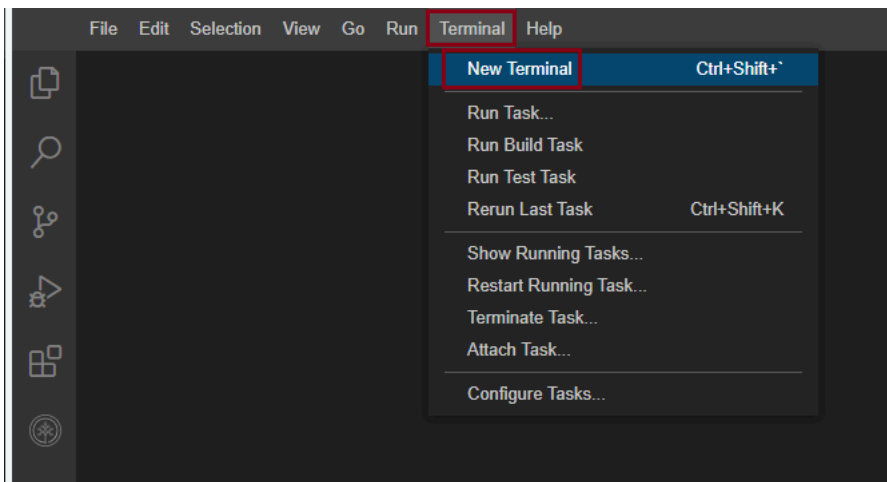 File Edit Selection View Go Run Terminal Help
New Terminal Ctrl+Shift+`
Run Task...
Run Build Task
Run Test Task
Rerun Last Task Ctrl+Shift+K
Show Running Tasks...
Restart Running Task...
Terminate Task...
Attach Task...
Configure Tasks...